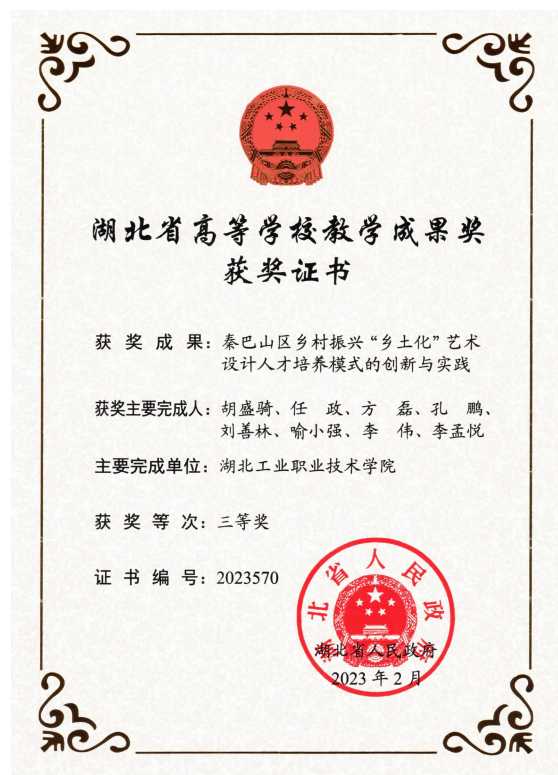 湖北省高等学校教学成果奖
获奖证书
获奖成果：秦巴山区乡村振兴“乡土化”艺术
设计人才培养模式的创新与实践
获奖主要完成人：胡盛骑、任 政、方 磊、孔 鹏、
刘善林、喻小强、李 伟、李孟悦
主要完成单位：湖北工业职业技术学院
获奖等次：三等奖
证书编号：2023570
湖北省人民政府
湖北省人民政府
2023年2月